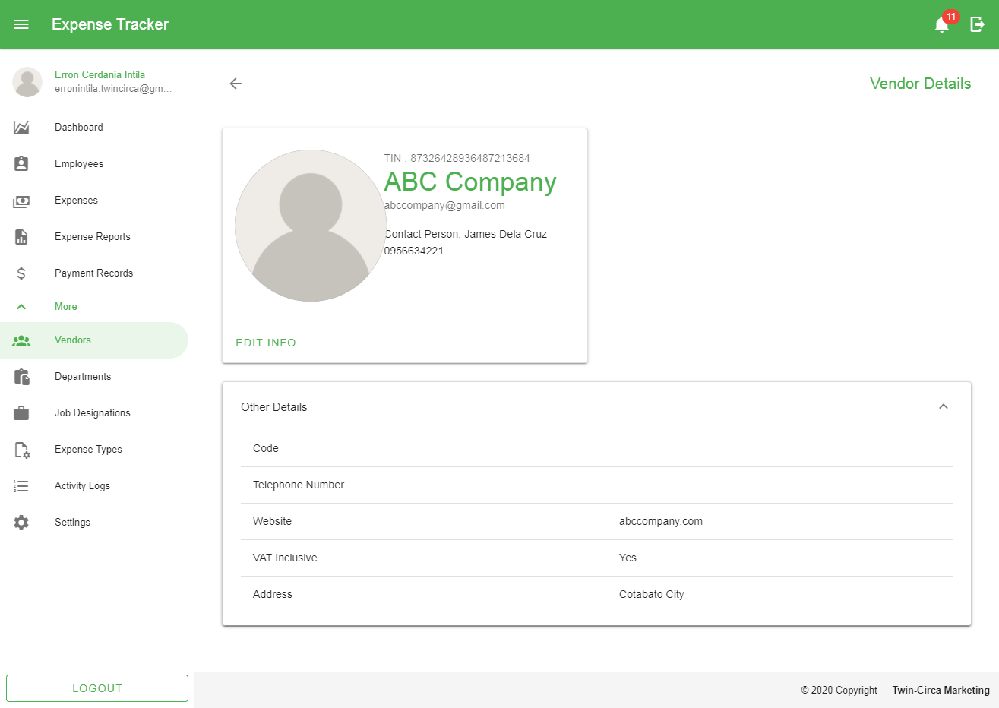 Expense Tracker
11
Erron Cerdania Intila
erronintila.twincirca@gm...
Dashboard
Employees
Expenses
Expense Reports
Payment Records
More
Vendors
Departments
Job Designations
Expense Types
Activity Logs
Settings
LOGOUT
Vendor Details
TIN : 87326428936487213684
ABC Company
abccompany@gmail.com
Contact Person: James Dela Cruz
0956634221
EDIT INFO
Other Details
Code
Telephone Number
Website abccompany.com
VAT Inclusive Yes
Address Cotabato City
© 2020 Copyright — Twin-Circa Marketing